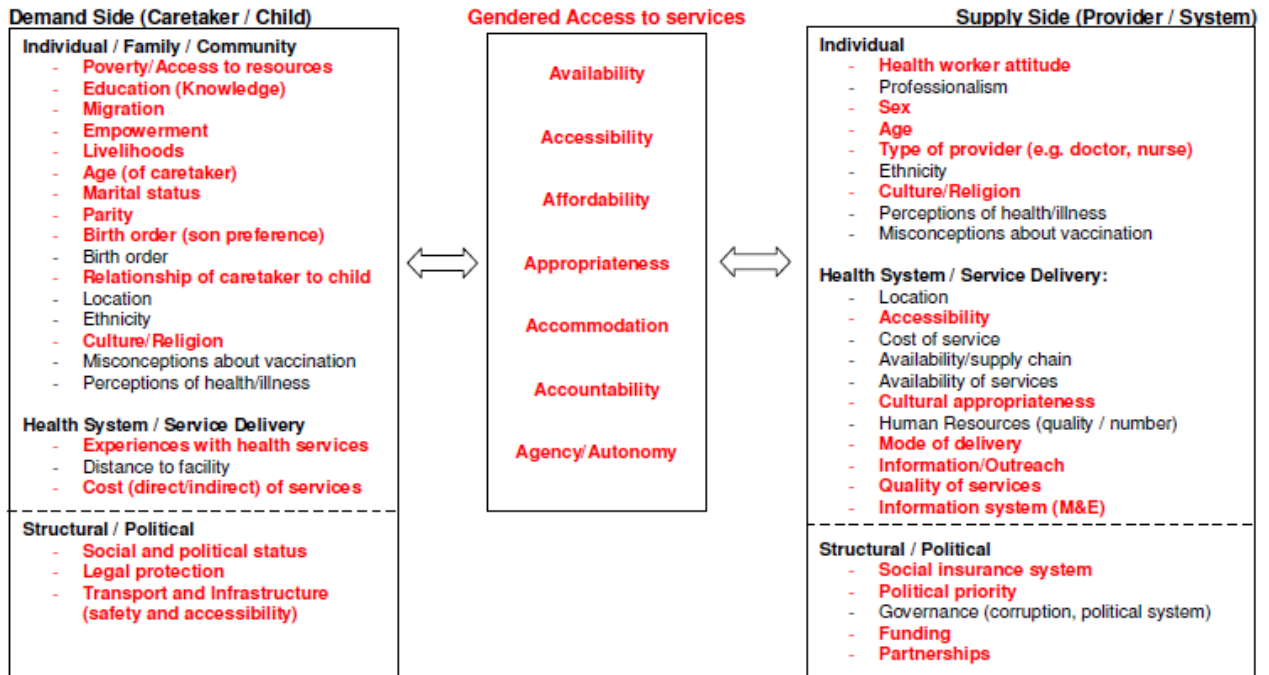 Demand Side (Caretaker / Child)
Individual / Family / Community
- Poverty/Access to resources
- Education (Knowledge)
- Migration
- Empowerment
- Livelihoods
- Age (of caretaker)
- Marital status
- Parity
- Birth order (son preference)
- Birth order
- Relationship of caretaker to child
- Location
- Ethnicity
- Culture/Religion
- Misconceptions about vaccination
- Perceptions of health/illness
Health System / Service Delivery
- Experiences with health services
- Distance to facility
- Cost (direct/indirect) of services
Structural / Political
- Social and political status
- Legal protection
- Transport and Infrastructure
(safety and accessibility)
Gendered Access to services
Availability
Accessibility
Affordability
Appropriateness
Accommodation
Accountability
Agency/Autonomy
Supply Side (Provider / System)
Individual
- Health worker attitude
- Professionalism
- Sex
- Age
- Type of provider (e.g. doctor, nurse)
- Ethnicity
- Culture/Religion
- Perceptions of health/illness
- Misconceptions about vaccination
Health System / Service Delivery:
- Location
- Accessibility
- Cost of service
- Availability/supply chain
- Availability of services
- Cultural appropriateness
- Human Resources (quality / number)
- Mode of delivery
- Information/Outreach
- Quality of services
- Information system (M&E)
Structural / Political
- Social insurance system
- Political priority
- Governance (corruption, political system)
- Funding
- Partnerships